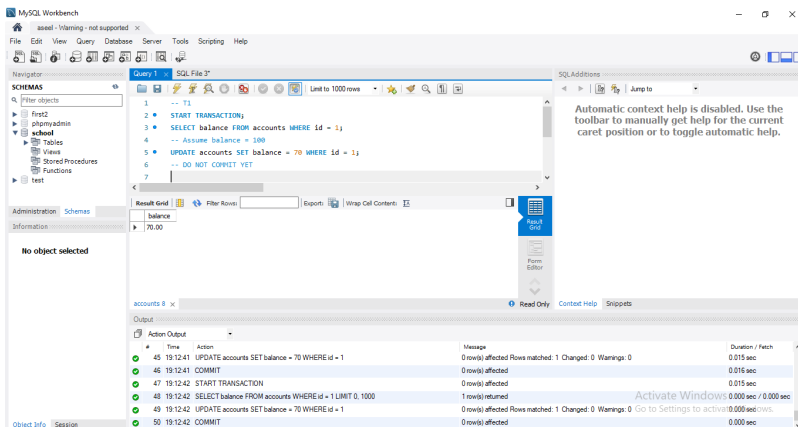 MySQL Workbench
aseel - Warning - not supported
File Edit View Query Database Server Tools Scripting Help
Navigator
SCHEMAS
Filter objects
first2
phpmyadmin
school
Tables
Views
Stored Procedures
Functions
test
Administration Schemas
Information
No object selected
Object Info Session
Query 1 SQL File 3*
Limit to 1000 rows
1 -- T1
2 START TRANSACTION;
3 SELECT balance FROM accounts WHERE id = 1;
4 -- Assume balance = 100
5 UPDATE accounts SET balance = 70 WHERE id = 1;
6 -- DO NOT COMMIT YET
7
Result Grid Filter Rows: Export: Wrap Cell Content:
balance
70.00
Result Grid
Form Editor
accounts 8 Read Only
SQLAdditions
Jump to
Automatic context help is disabled. Use the
toolbar to manually get help for the current
caret position or to toggle automatic help.
Context Help Snippets
Output
Action Output
# Time Action Message Duration / Fetch
45 19:12:41 UPDATE accounts SET balance = 70 WHERE id = 1 0 row(s) affected Rows matched: 1 Changed: 0 Warnings: 0 0.015 sec
46 19:12:41 COMMIT 0 row(s) affected 0.016 sec
47 19:12:42 START TRANSACTION 0 row(s) affected 0.015 sec
48 19:12:42 SELECT balance FROM accounts WHERE id = 1 LIMIT 0, 1000 1 row(s) returned 0.000 sec / 0.000 sec
49 19:12:42 UPDATE accounts SET balance = 70 WHERE id = 1 0 row(s) affected Rows matched: 1 Changed: 0 Warnings: 0 0.000 sec
50 19:12:42 COMMIT 0 row(s) affected 0.000 sec
Activate Windows
Go to Settings to activate Windows.